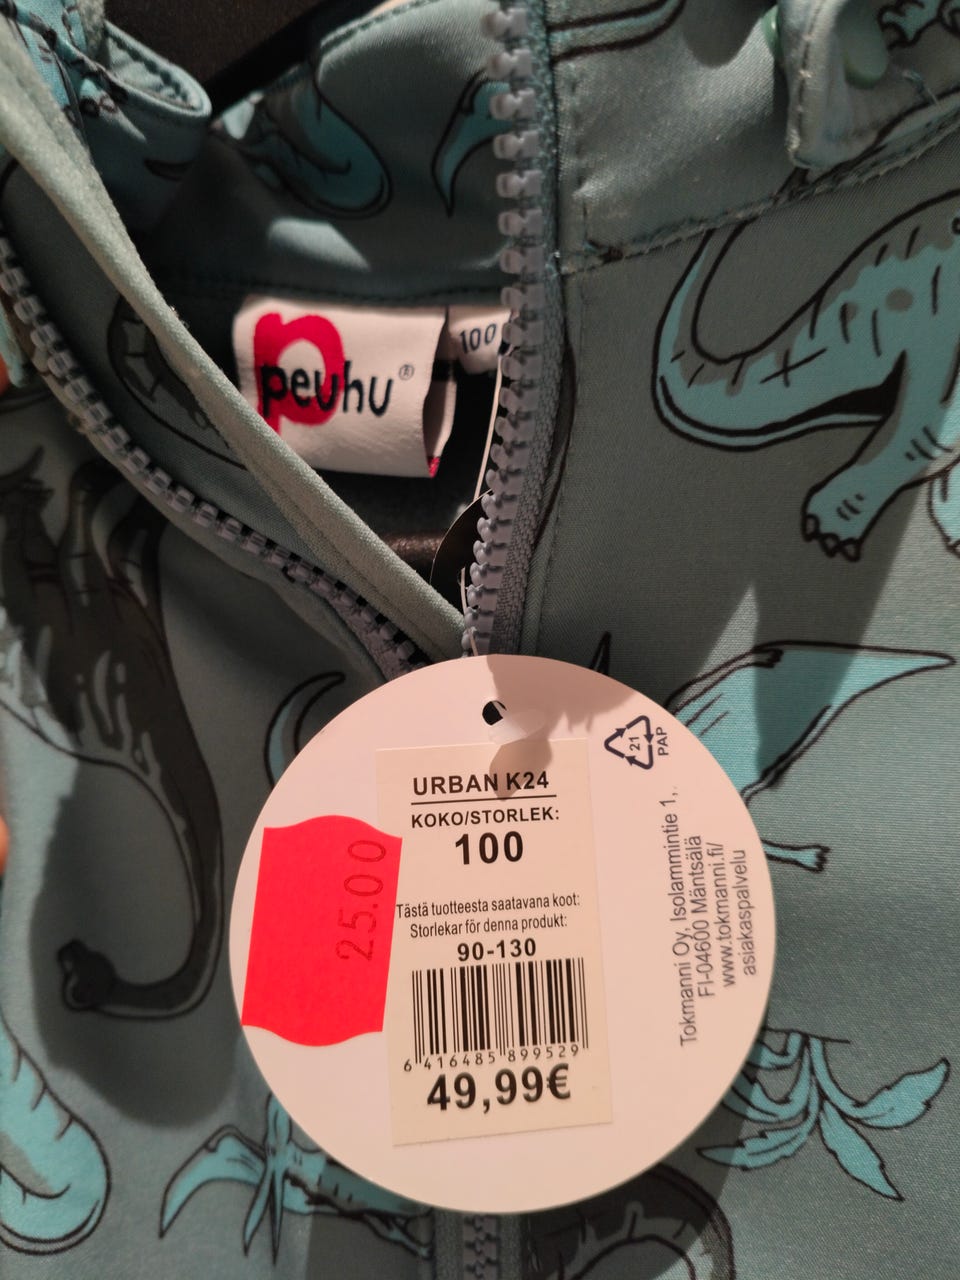 peuhu®
100
URBAN K24
KOKO/STORLEK:
100
Tästä tuotteesta saatavana koot:
Storlekar för denna produkt:
90-130
6 416485 899529
49,99€
25.00
21
PAP
Tokmanni Oy, Isolammintie 1,
FI-04600 Mäntsälä
www.tokmanni.fi/
asiakaspalvelu